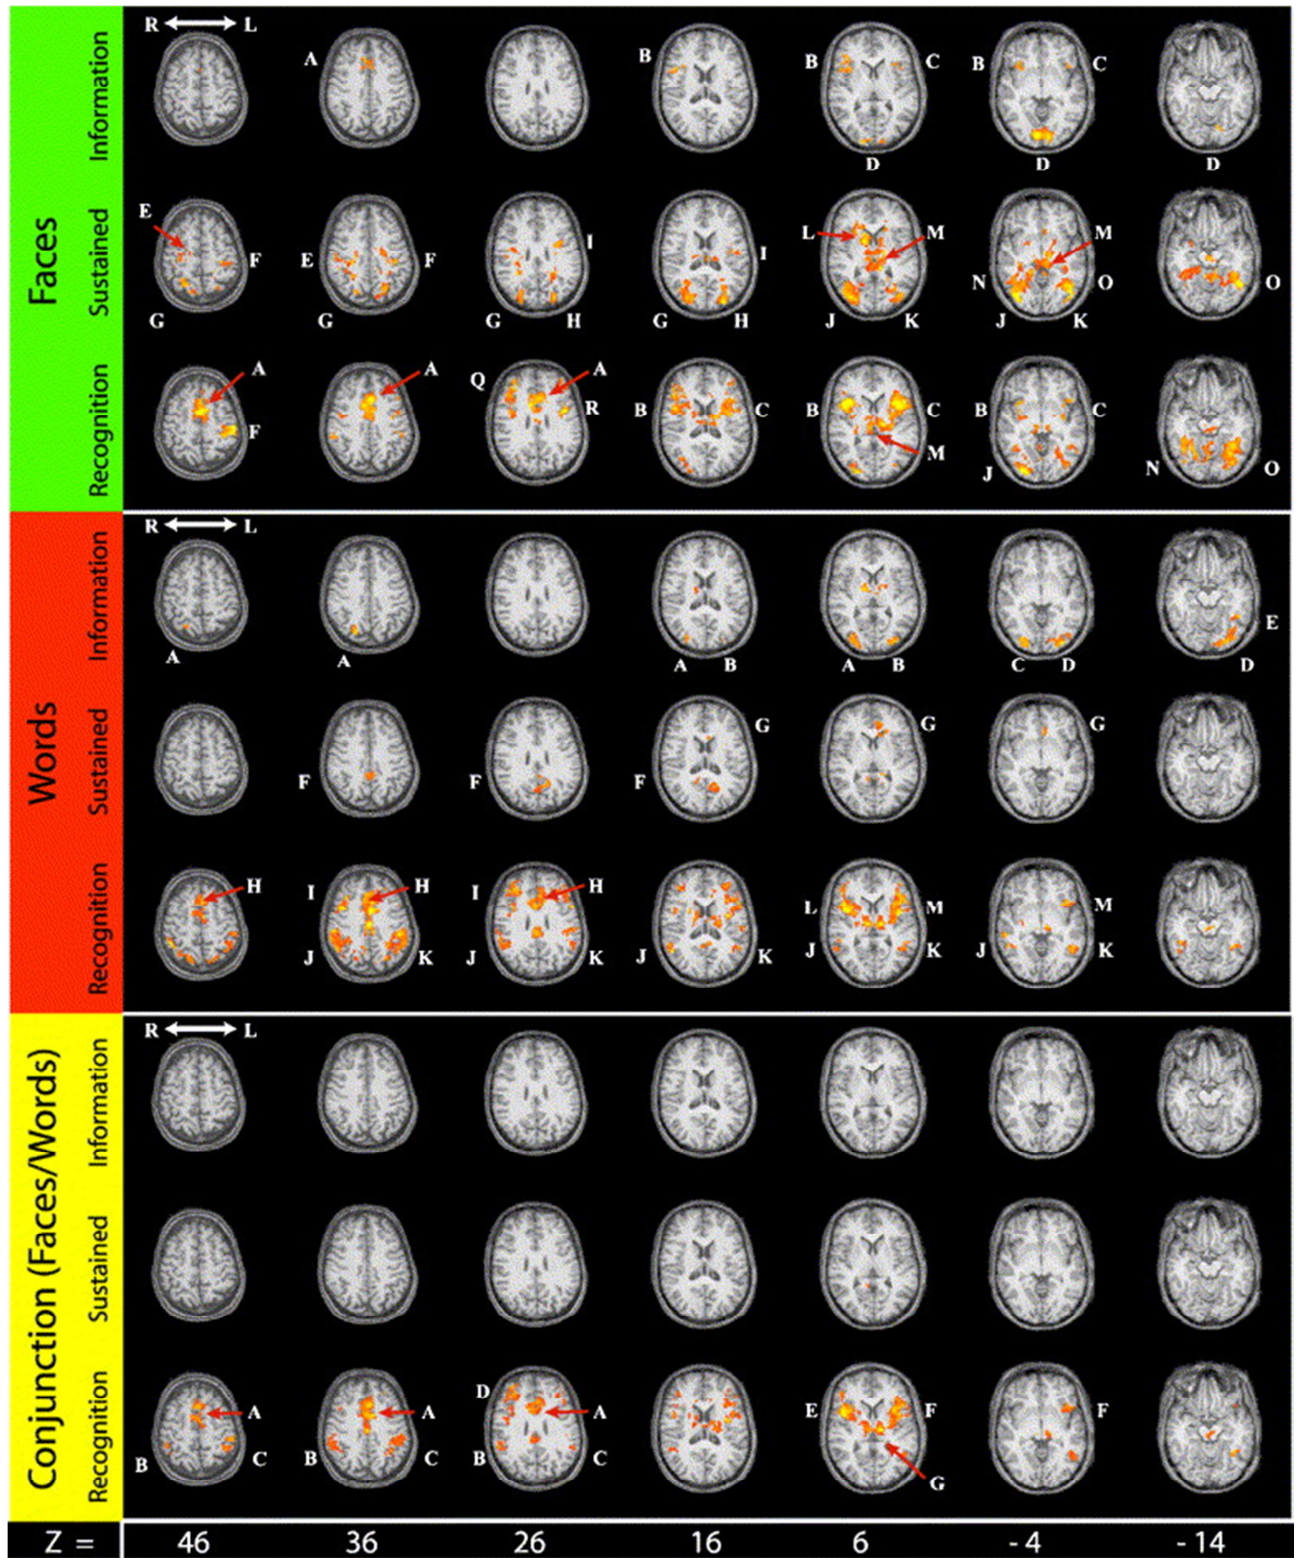 Faces
Information
R L
A
B
B C
B C
D
D
D
Sustained
E
F
G
E F
G
I
G H
I
G H
L M
J K
M
N O
J K
O
Recognition
A
F
A
Q A
R
B C
B C
M
B C
J
N O
Words
Information
R L
A
A
A B
A B
C D
E
D
Sustained
F
F
G
F
G
G
Recognition
H
I H
J K
I H
J K
J K
L M
J K
M
J K
Conjunction (Faces/Words)
Information
R L
Sustained
Recognition
A
B C
A
B C
D A
B C
E F
G
F
Z = 46 36 26 16 6 - 4 - 14